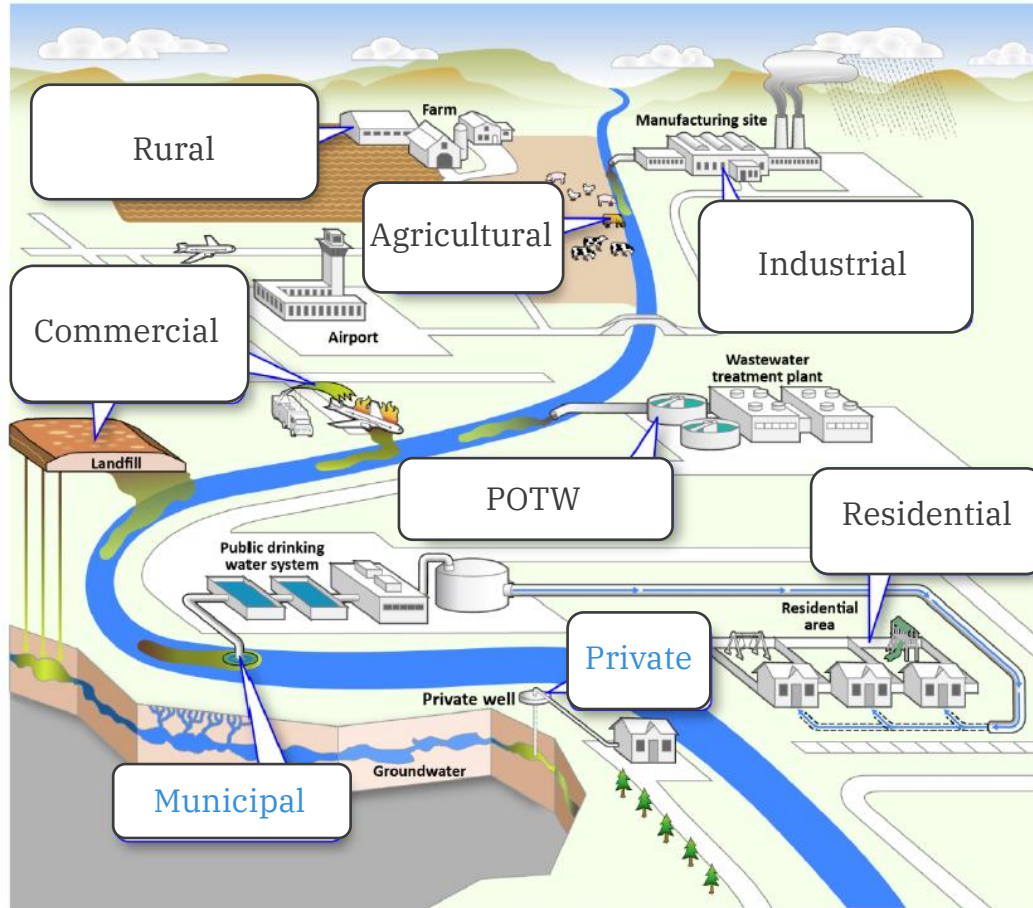 Farm
Manufacturing site
Rural
Agricultural
Industrial
Commercial
Airport
Wastewater
treatment plant
Landfill
POTW
Residential
Public drinking
water system
Residential
area
Private
Private well
Groundwater
Municipal